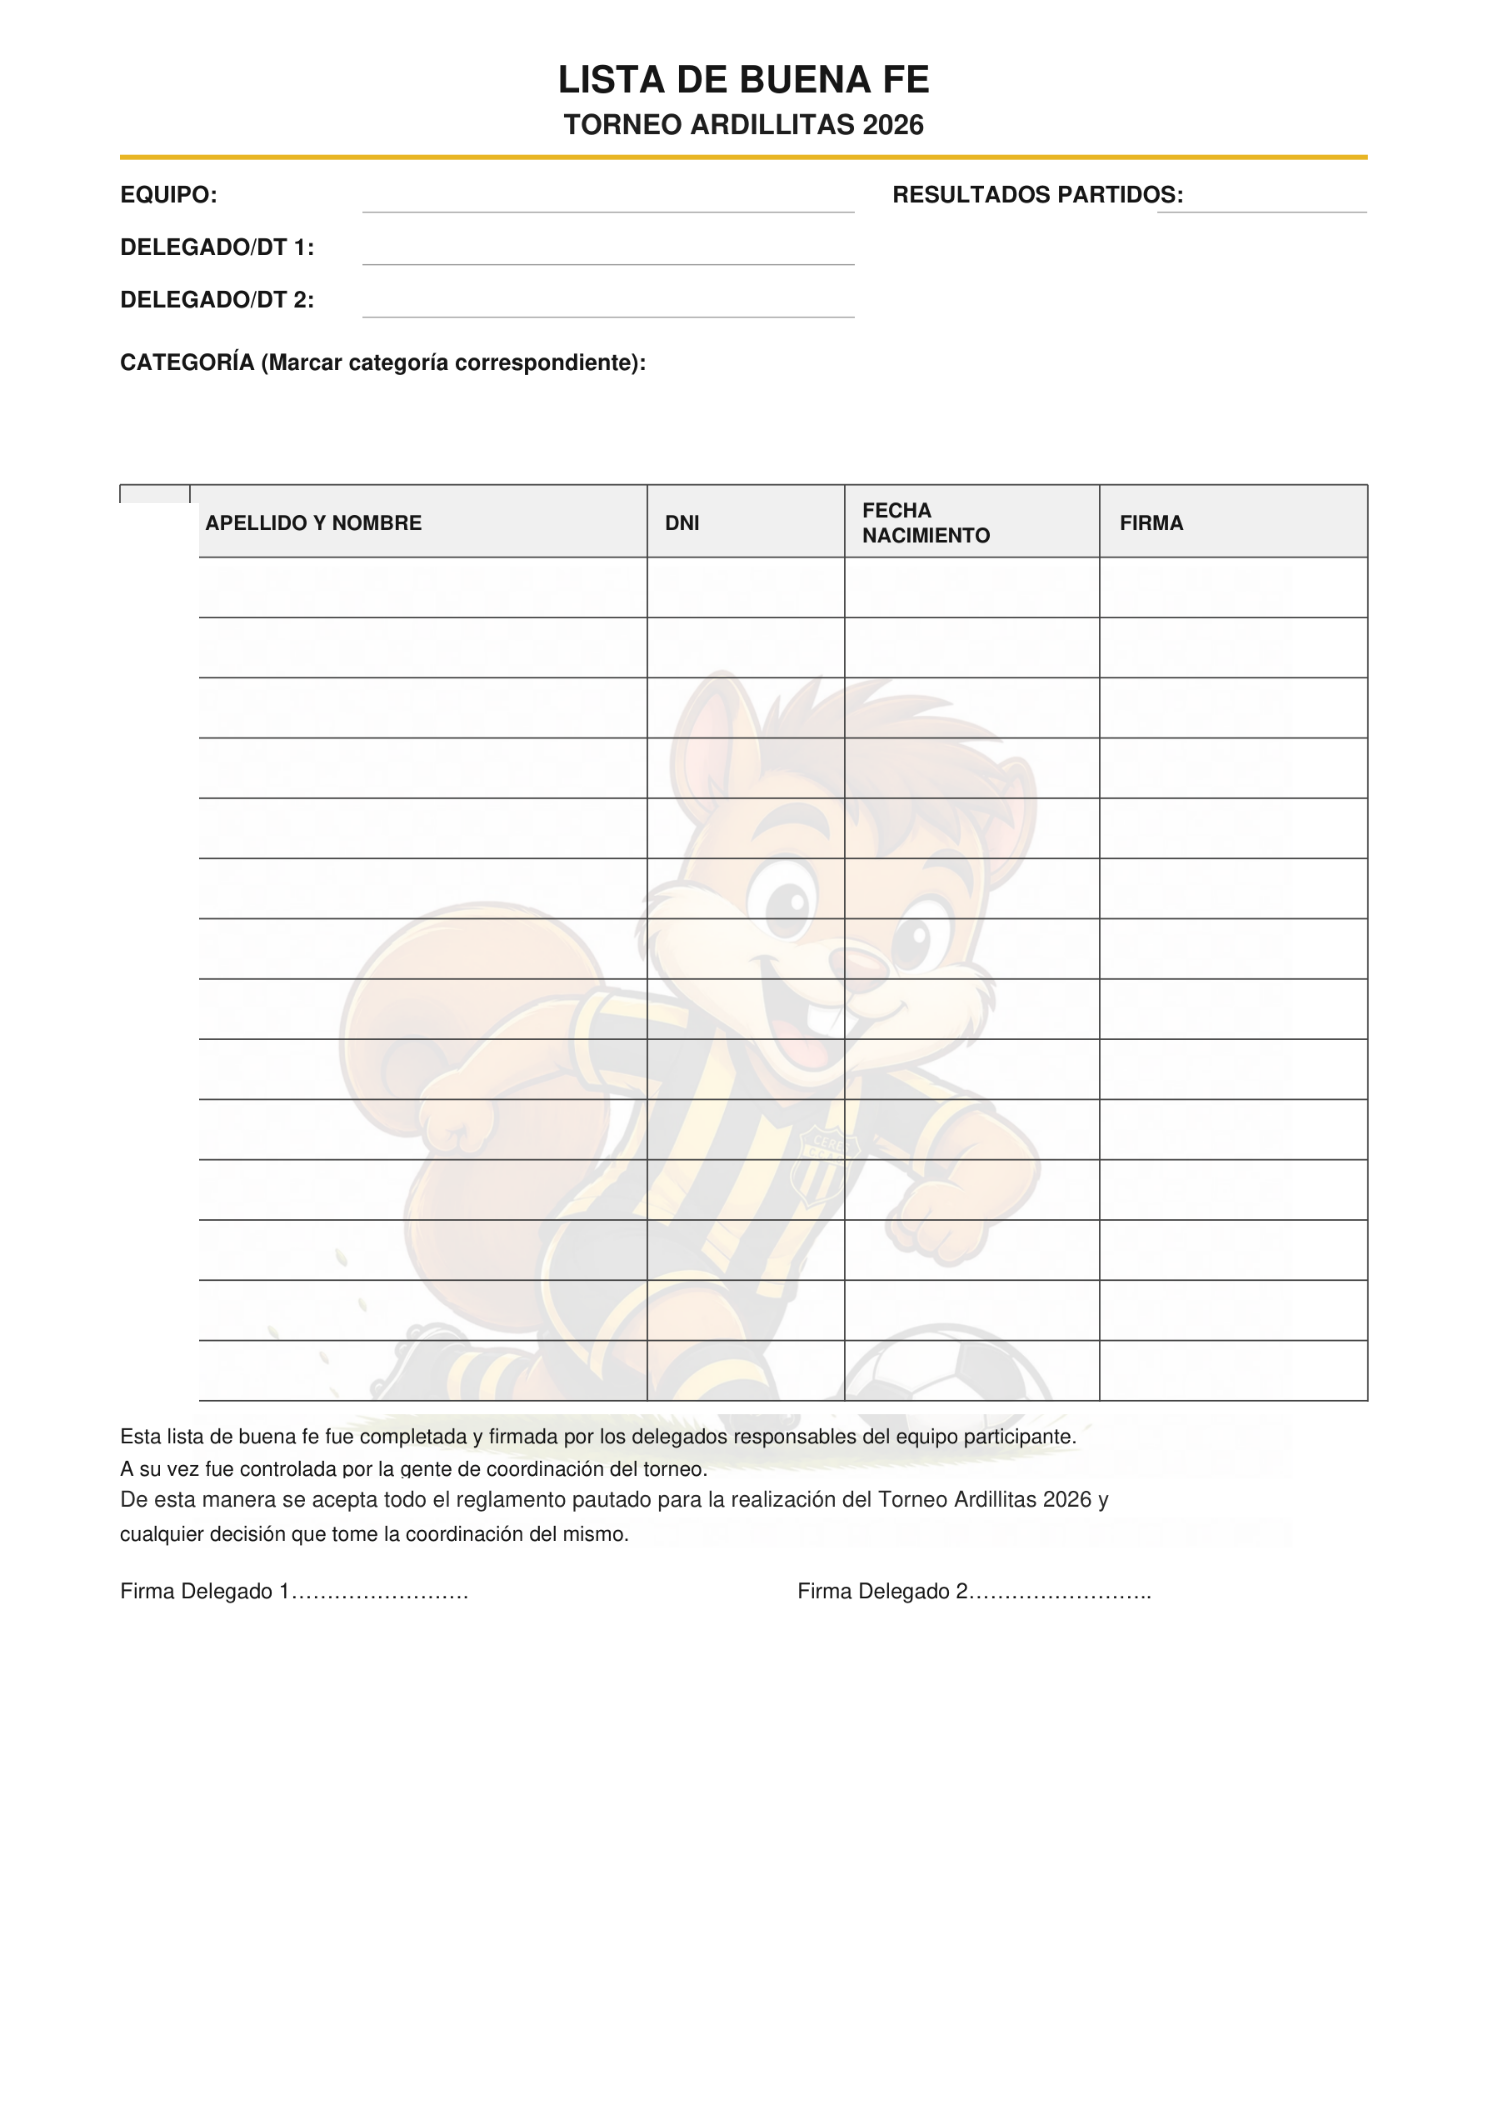 LISTA DE BUENA FE
TORNEO ARDILLITAS 2026
EQUIPO:
RESULTADOS PARTIDOS:
DELEGADO/DT 1:
DELEGADO/DT 2:
CATEGORÍA (Marcar categoría correspondiente):
APELLIDO Y NOMBRE
DNI
FECHA
NACIMIENTO
FIRMA
Esta lista de buena fe fue completada y firmada por los delegados responsables del equipo participante.
A su vez fue controlada por la gente de coordinación del torneo.
De esta manera se acepta todo el reglamento pautado para la realización del Torneo Ardillitas 2026 y
cualquier decisión que tome la coordinación del mismo.
Firma Delegado 1…………………….
Firma Delegado 2……………………..